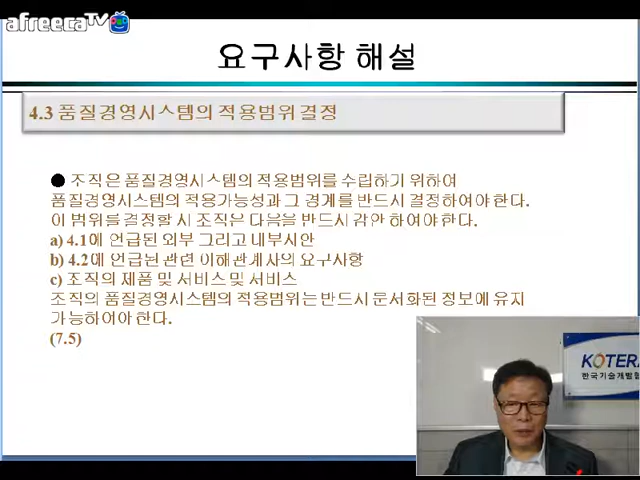 afreecaTV
요구사항 해설
4.3 품질경영시스템의 적용범위 결정
● 조직은 품질경영시스템의 적용범위를 수립하기 위하여
품질경영시스템의 적용가능성과 그 경계를 반드시 결정하여야 한다.
이 범위를 결정할 시 조직은 다음을 반드시 감안 하여야 한다.
a) 4.1에 언급된 외부 그리고 내부사안
b) 4.2에 언급된 관련 이해관계사의 요구사항
c) 조직의 제품 및 서비스 및 서비스
조직의 품질경영시스템의 적용범위는 반드시 문서화된 정보에 유지
가능하여야 한다.
(7.5)
KOTERA
한국기술개발협